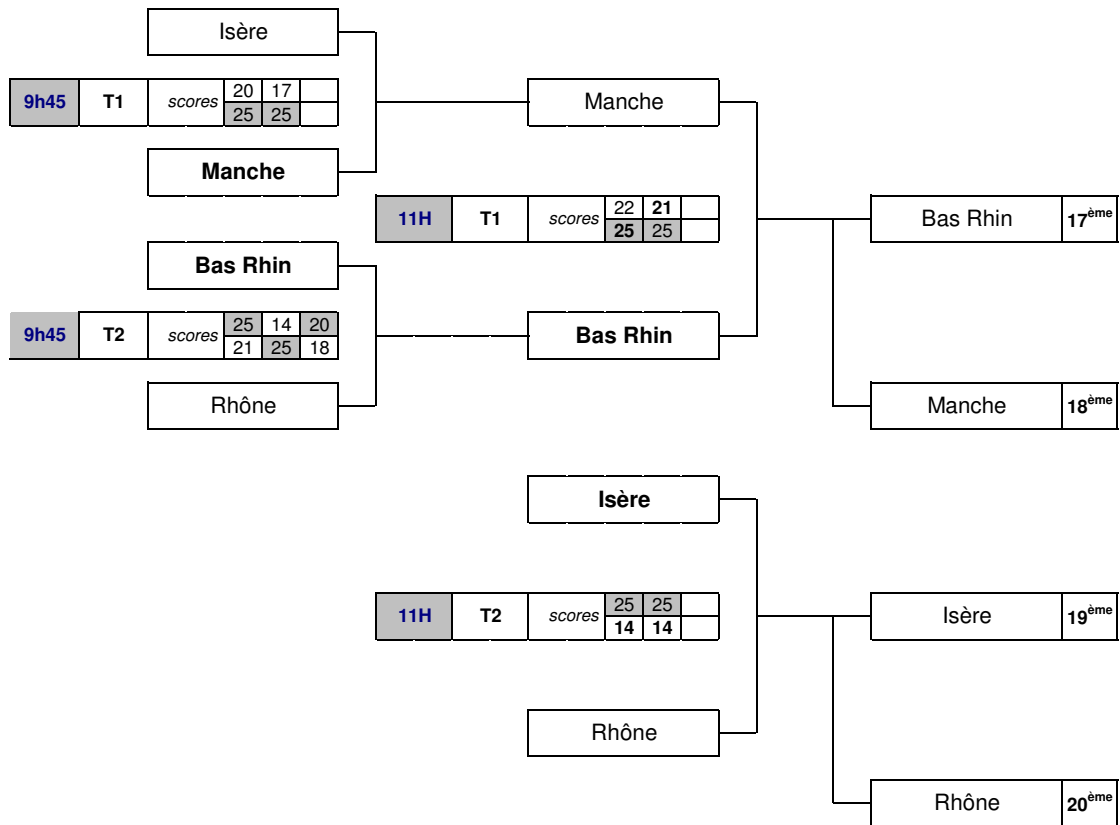 Isère
20 17
9h45 T1 scores
25 25
Manche
Manche
22 21
11H T1 scores
25 25
Bas Rhin 17ème
Bas Rhin
25 14 20
9h45 T2 scores
21 25 18
Bas Rhin
Rhône
Manche 18ème
Isère
25 25
11H T2 scores
14 14
Isère 19ème
Rhône
Rhône 20ème